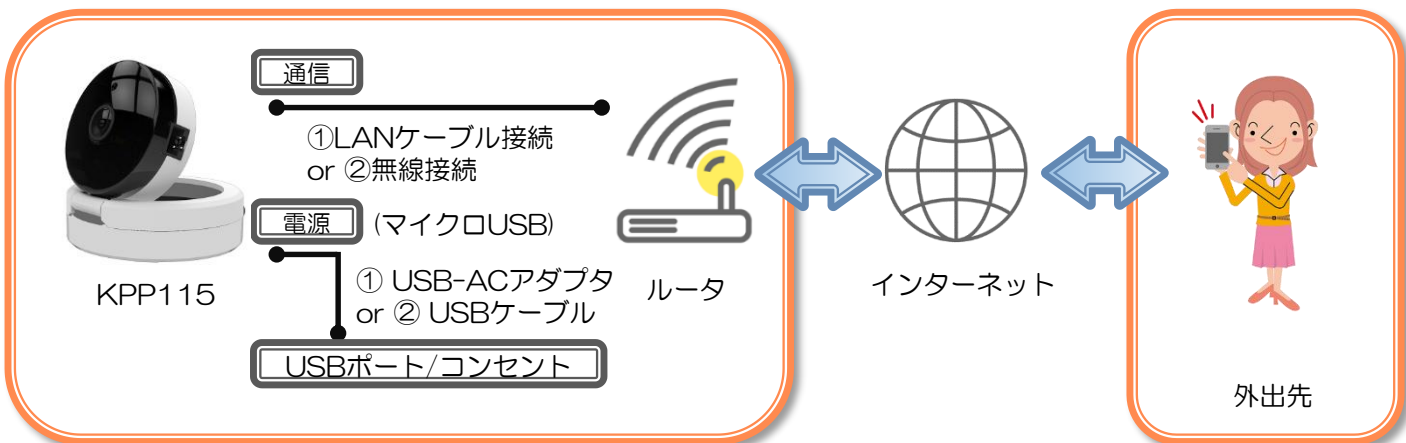 通信
①LANケーブル接続
or ②無線接続
電源 (マイクロUSB)
KPP115
① USB-ACアダプタ
or ② USBケーブル
USBポート/コンセント
ルータ
インターネット
外出先